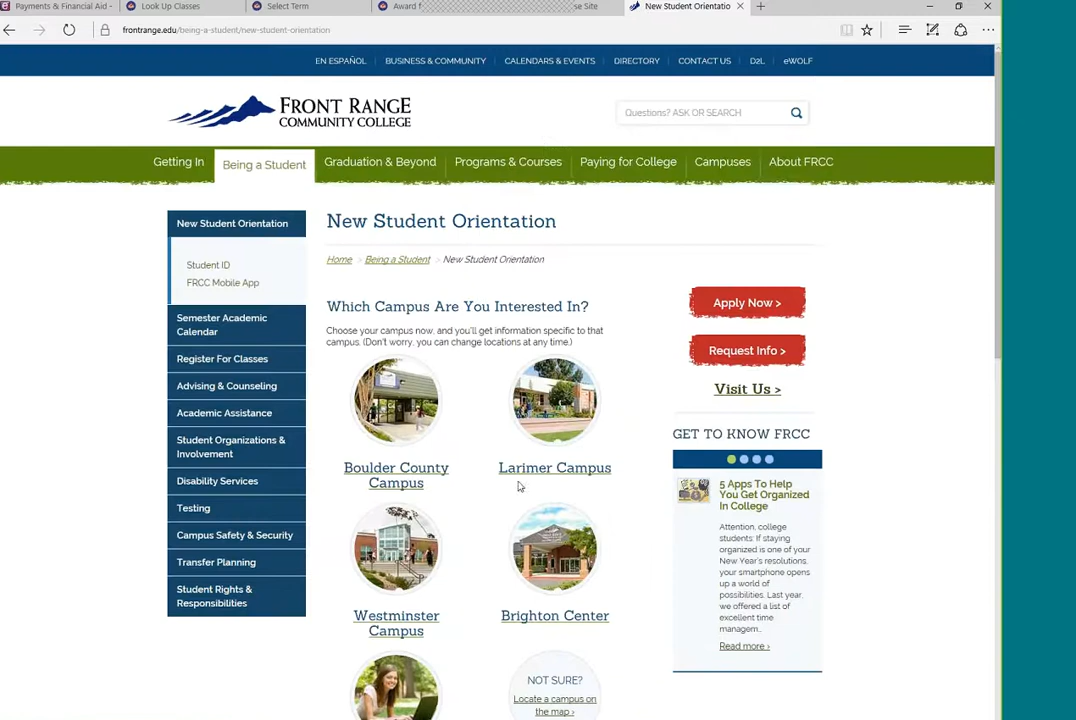 Payments & Financial Aid -
Look Up Classes
Select Term
Award
se Site
New Student Orientatio
frontrange.edu/being-a-student/new-student-orientation
EN ESPAÑOL
BUSINESS & COMMUNITY
CALENDARS & EVENTS
DIRECTORY
CONTACT US
D2L
eWOLF
FRONT RANGE
COMMUNITY COLLEGE
Questions? ASK OR SEARCH
Getting In
Being a Student
Graduation & Beyond
Programs & Courses
Paying for College
Campuses
About FRCC
New Student Orientation
Student ID
FRCC Mobile App
Semester Academic
Calendar
Register For Classes
Advising & Counseling
Academic Assistance
Student Organizations &
Involvement
Disability Services
Testing
Campus Safety & Security
Transfer Planning
Student Rights &
Responsibilities
New Student Orientation
Home > Being a Student > New Student Orientation
Which Campus Are You Interested In?
Choose your campus now, and you'll get information specific to that
campus. (Don't worry, you can change locations at any time.)
Boulder County
Campus
Larimer Campus
Westminster
Campus
Brighton Center
NOT SURE?
Locate a campus on
the map ›
Apply Now >
Request Info >
Visit Us >
GET TO KNOW FRCC
5 Apps To Help
You Get Organized
In College
Attention, college
students: If staying
organized is one of your
New Year's resolutions,
your smartphone opens
up a world of
possibilities. Last year,
we offered a list of
excellent time
managem...
Read more ›